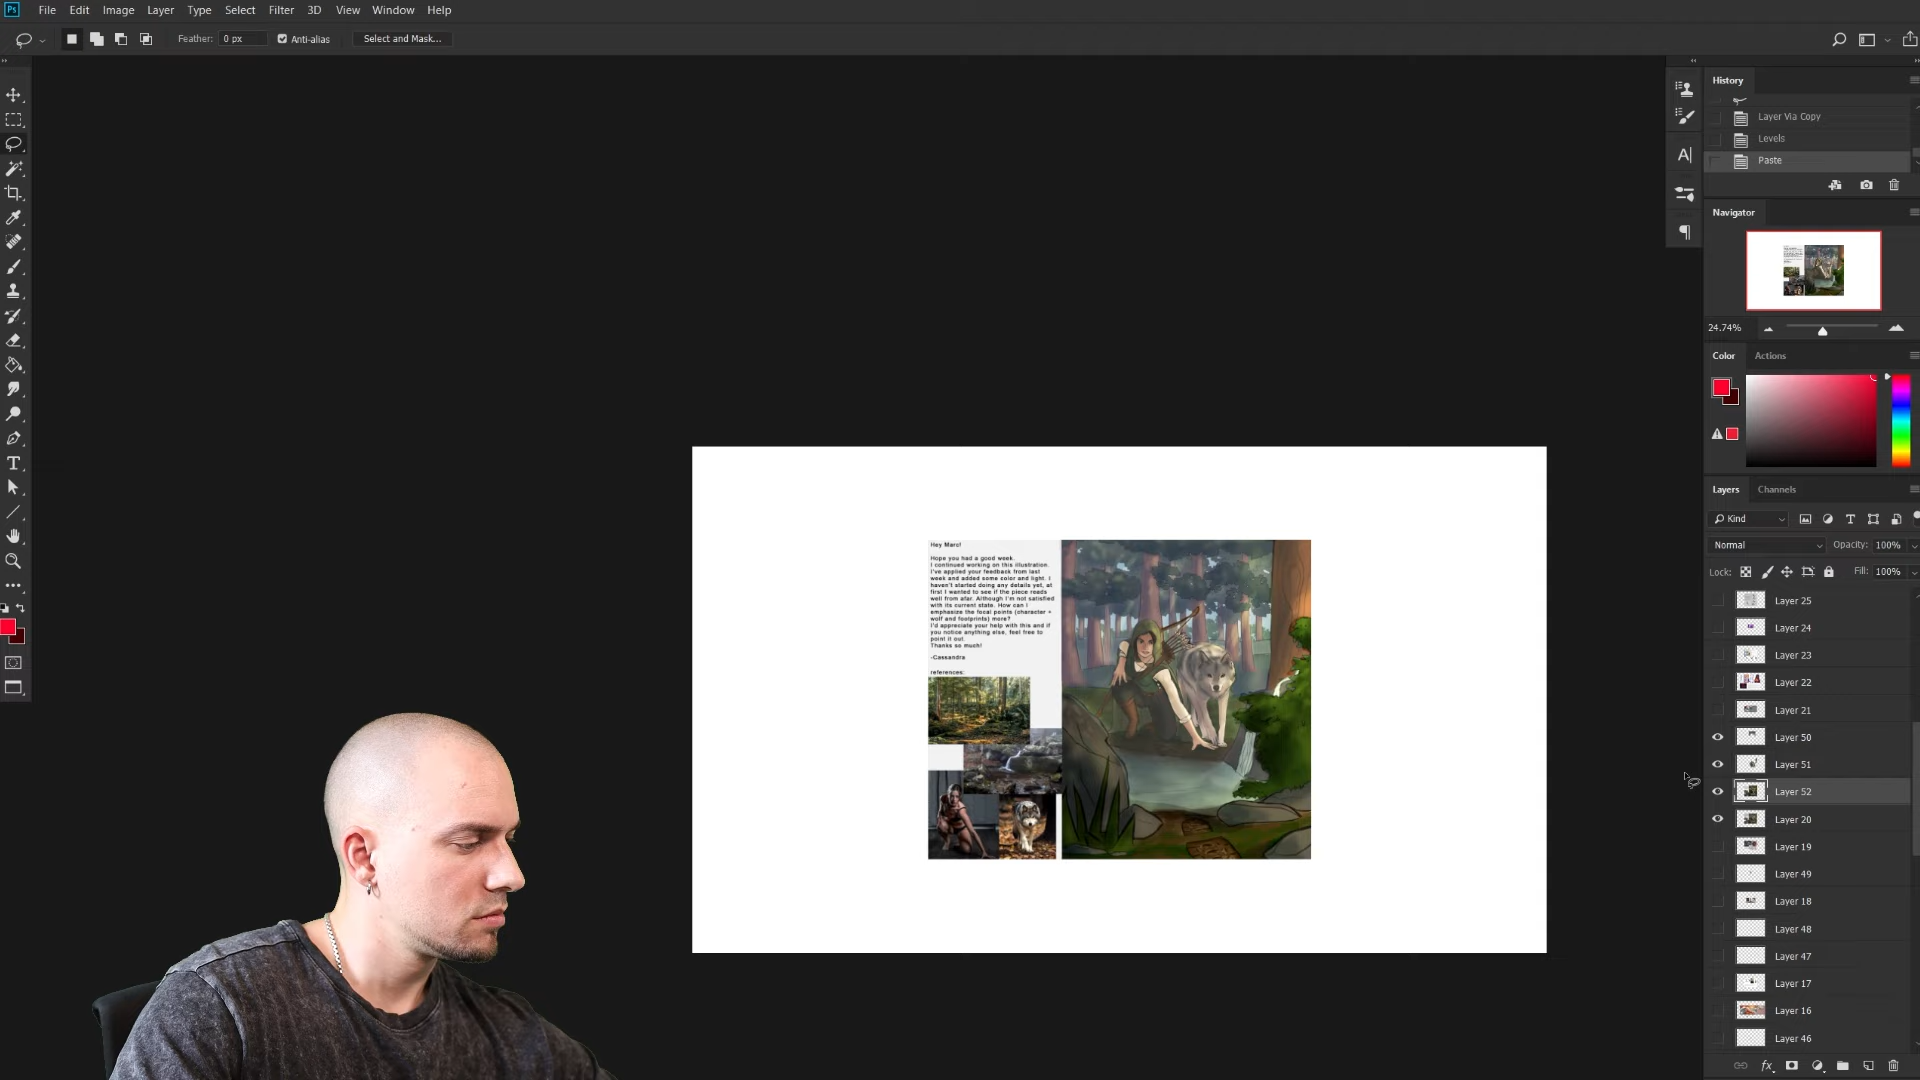 Ps File Edit Image Layer Type Select Filter 3D View Window Help
Feather: 0 px Anti-alias Select and Mask...
History
Layer Via Copy
Levels
Paste
Navigator
24.74%
Color Actions
Layers Channels
Kind
Normal Opacity: 100%
Lock: Fill: 100%
Layer 25
Layer 24
Layer 23
Layer 22
Layer 21
Layer 50
Layer 51
Layer 52
Layer 20
Layer 19
Layer 49
Layer 18
Layer 48
Layer 47
Layer 17
Layer 16
Layer 46
fx
Hey Marc!
Hope you had a good week.
I continued working on this illustration.
I've applied your feedback from last
week and added some color and light. I
haven't started doing any details yet, at
first I wanted to see if the piece reads
well from afar. Although I'm not satisfied
with its current state. How can I
emphasize the focal points (character +
wolf and footprints) more?
I'd appreciate your help with this and if
you notice anything else, feel free to
point it out.
Thanks so much!
-Cassandra
references: